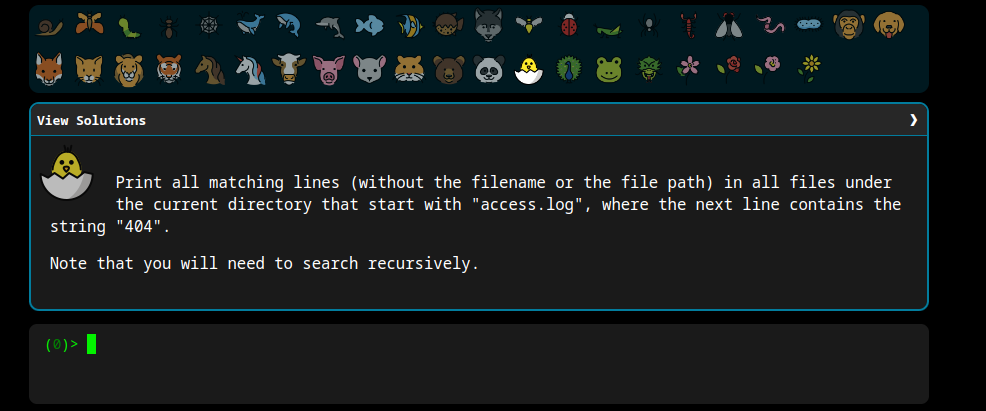 View Solutions ❯
Print all matching lines (without the filename or the file path) in all files under
the current directory that start with "access.log", where the next line contains the
string "404".
Note that you will need to search recursively.
(0)>